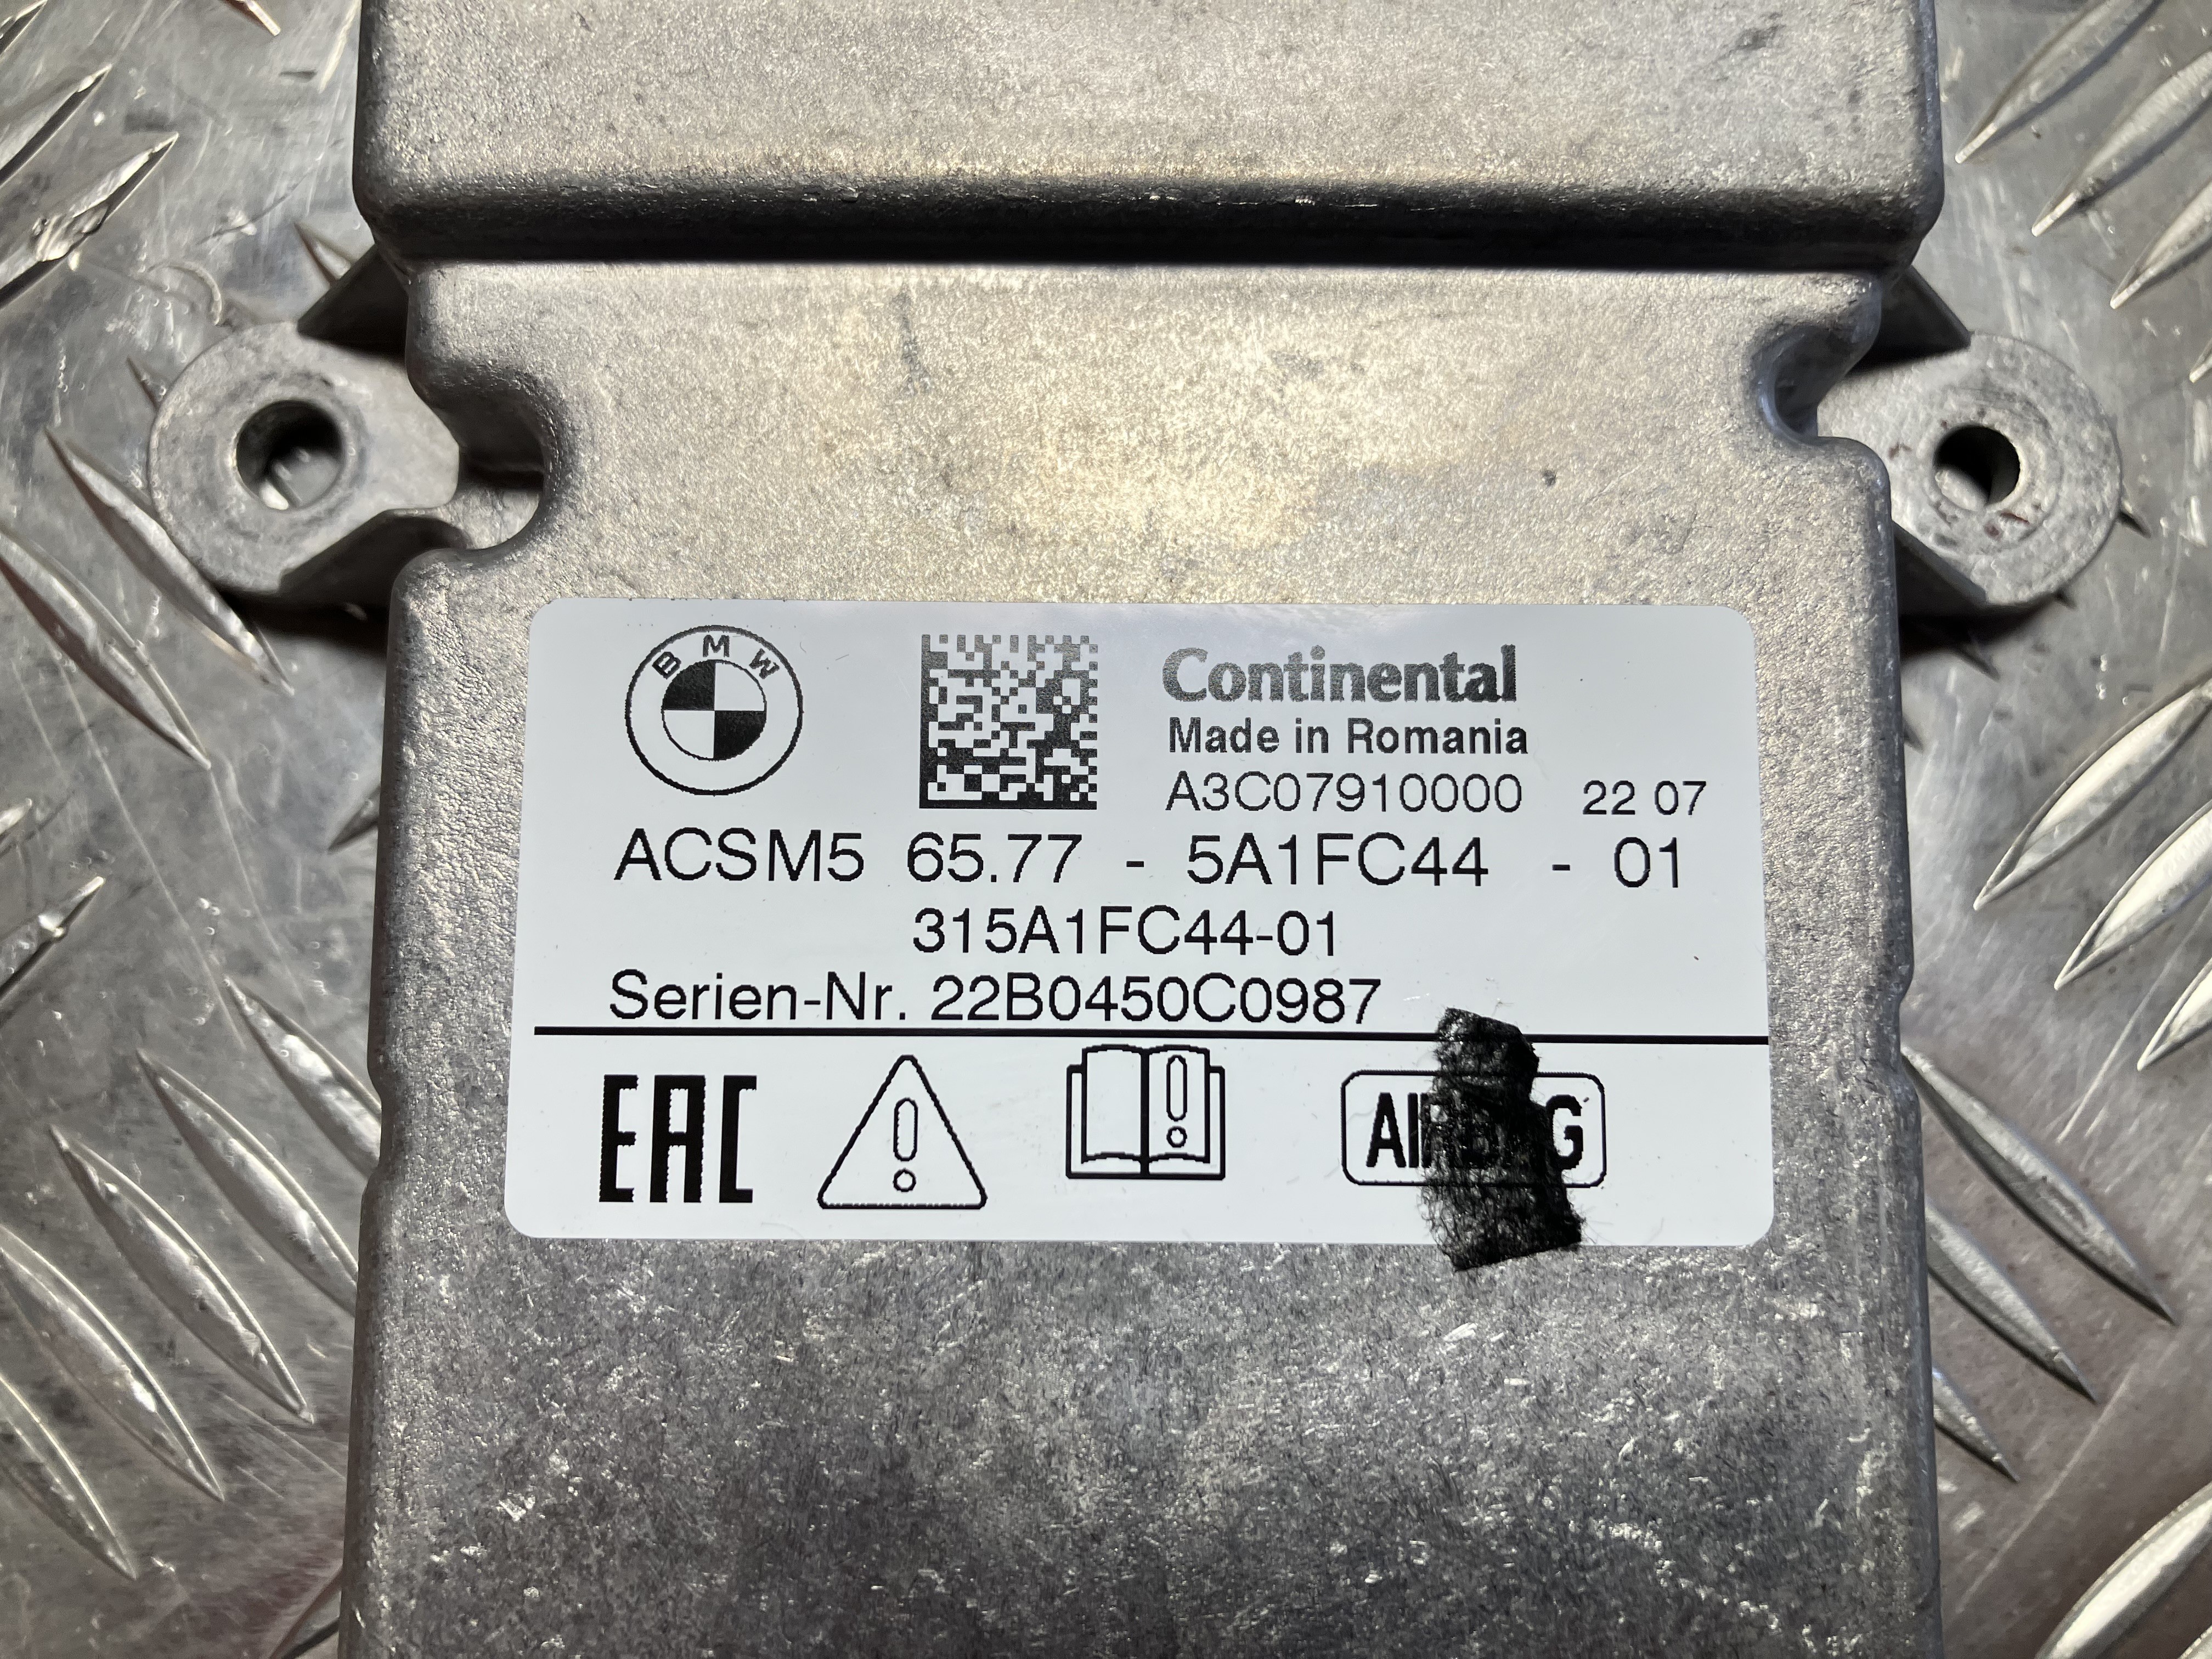 BMW
Continental
Made in Romania
A3C07910000 22 07
ACSM5 65.77 - 5A1FC44 - 01
315A1FC44-01
Serien-Nr. 22B0450C0987
EAC
AIRBAG